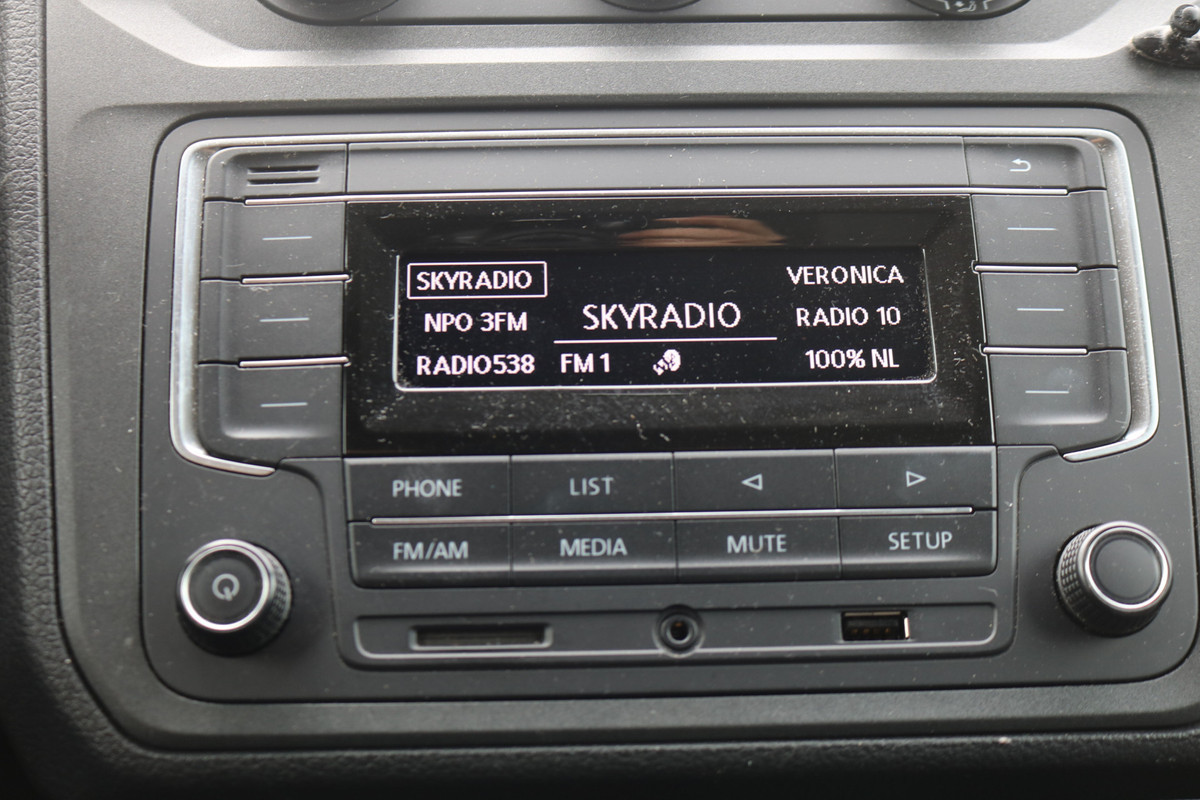 SKYRADIO
NPO 3FM
RADIO538
SKYRADIO
FM 1
VERONICA
RADIO 10
100% NL
PHONE LIST
FM/AM MEDIA MUTE SETUP